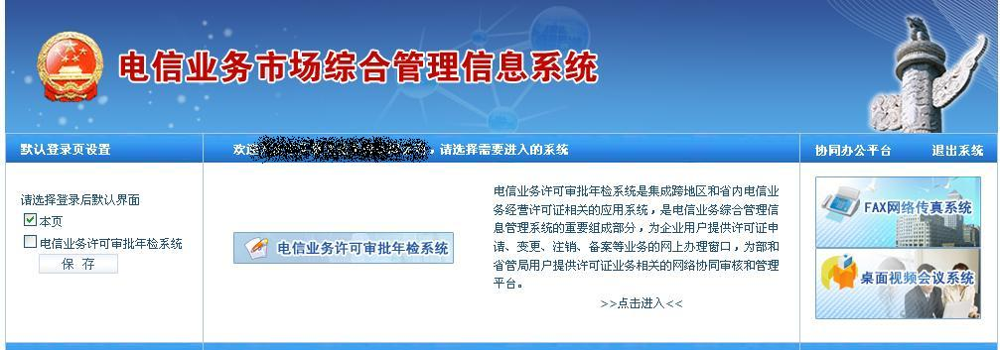 电信业务市场综合管理信息系统
默认登录页设置
欢迎
，请选择需要进入的系统
协同办公平台
退出系统
请选择登录后默认界面
本页
电信业务许可审批年检系统
保 存
电信业务许可审批年检系统
电信业务许可审批年检系统是集成跨地区和省内电信业
务经营许可证相关的应用系统，是电信业务综合管理信
息管理系统的重要组成部分，为企业用户提供许可证申
请、变更、注销、备案等业务的网上办理窗口，为部和
省管局用户提供许可证业务相关的网络协同审核和管理
平台。
>>点击进入<<
FAX网络传真系统
桌面视频会议系统